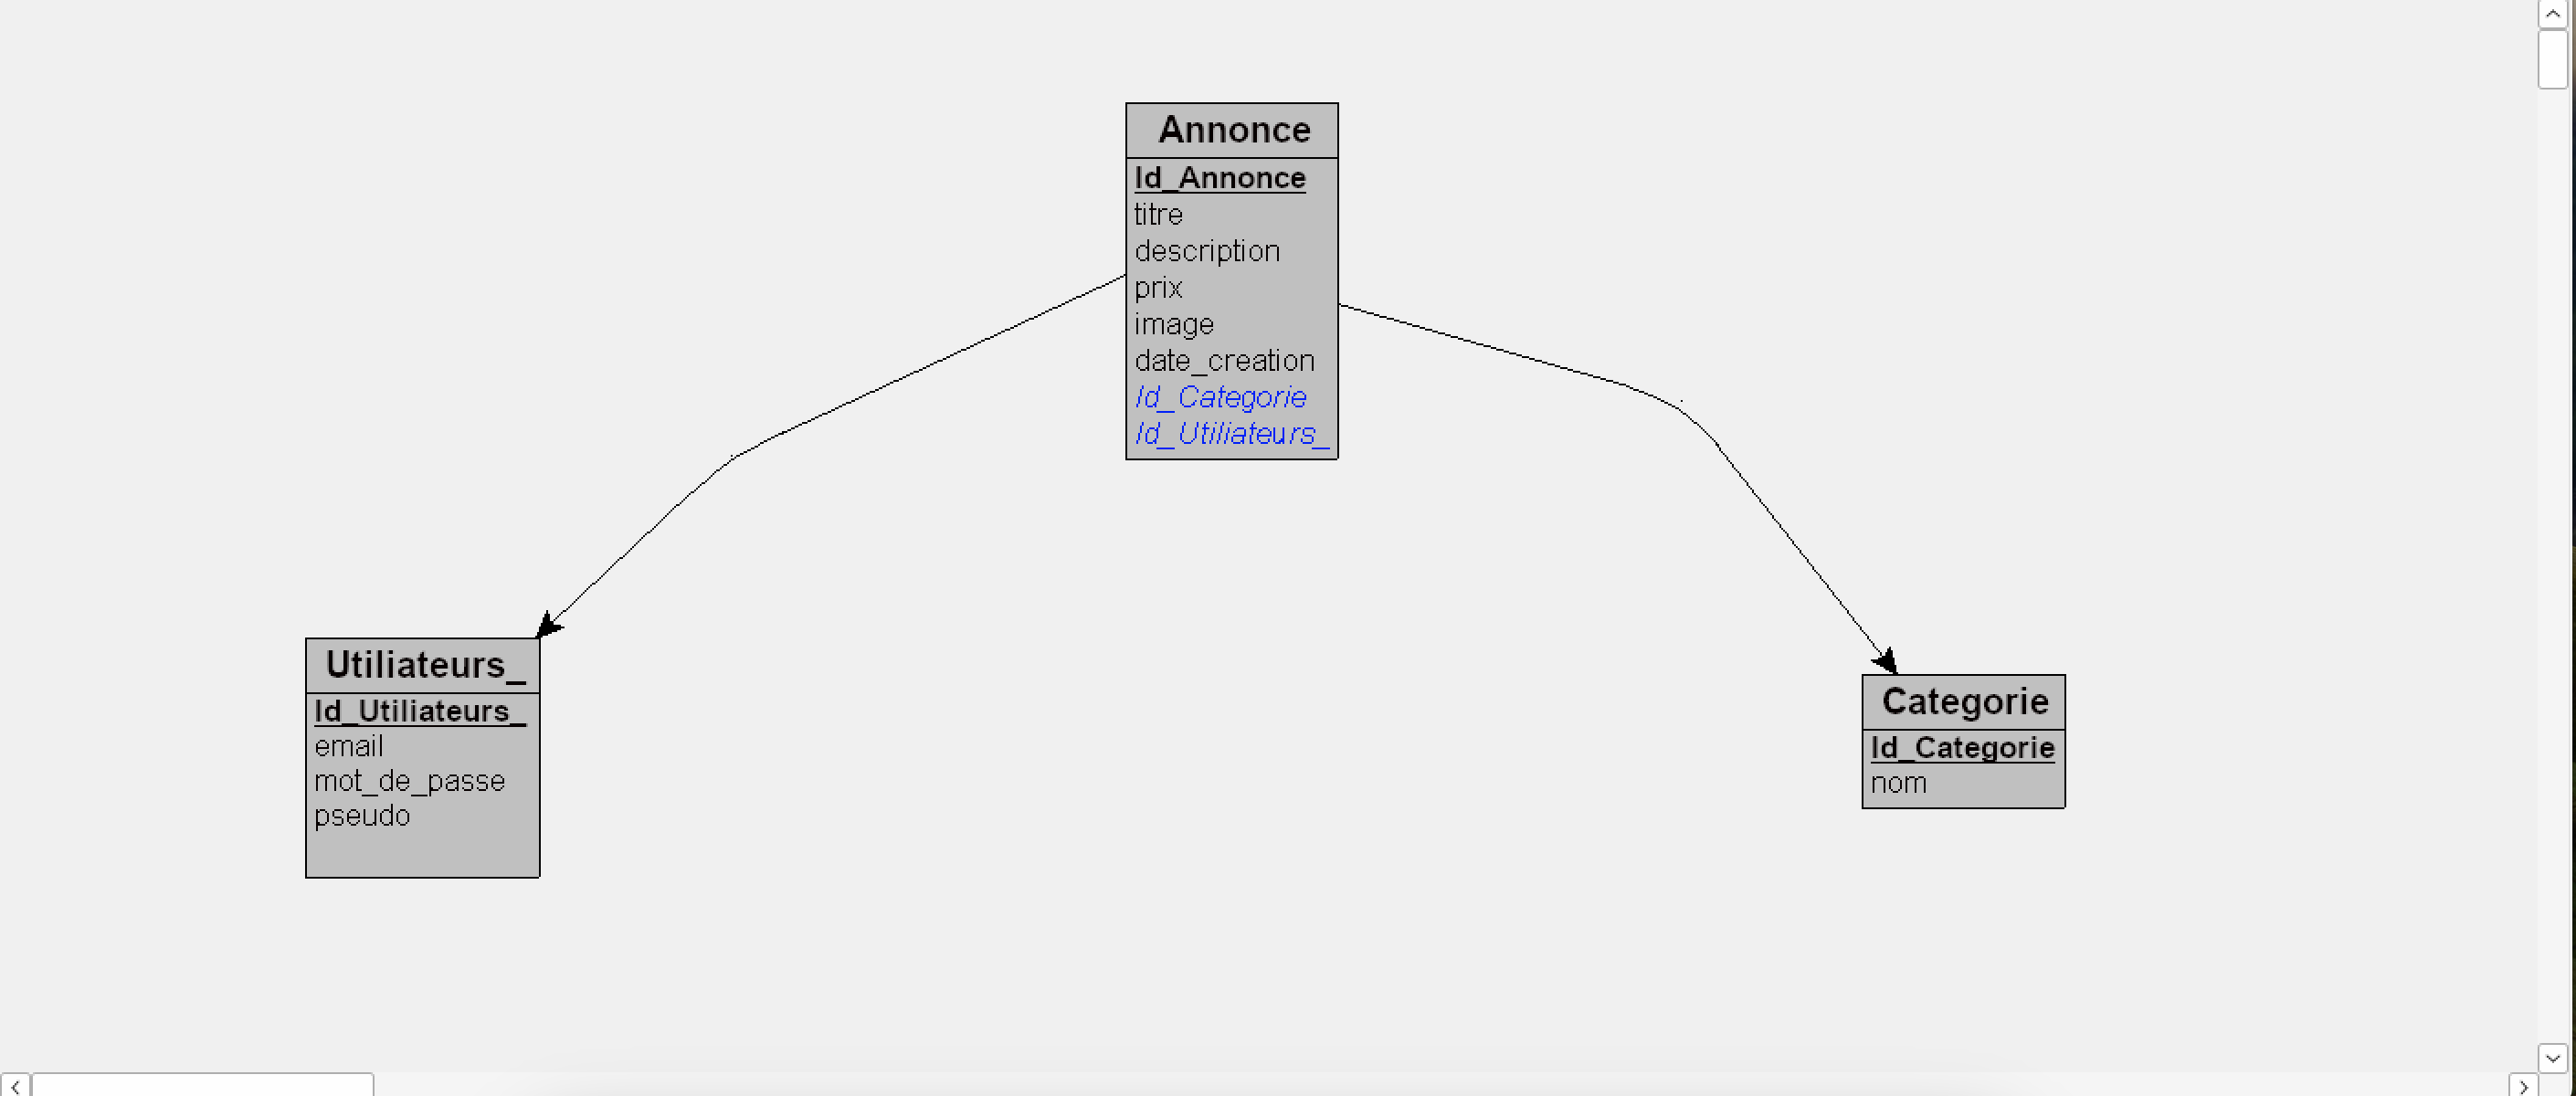 Annonce
Id_Annonce
titre
description
prix
image
date_creation
Id_Categorie
Id_Utiliateurs_
Utiliateurs_
Id_Utiliateurs_
email
mot_de_passe
pseudo
Categorie
Id_Categorie
nom